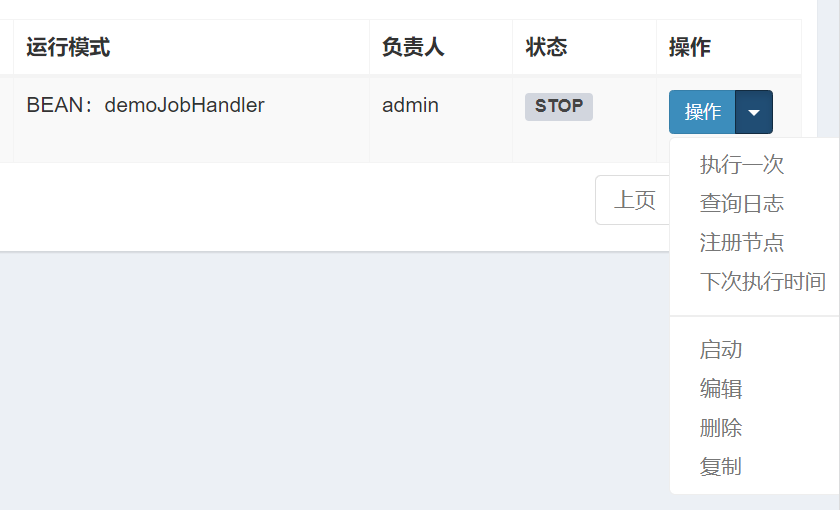 运行模式 负责人 状态 操作
BEAN：demoJobHandler admin STOP 操作
执行一次
上页 查询日志
注册节点
下次执行时间
启动
编辑
删除
复制